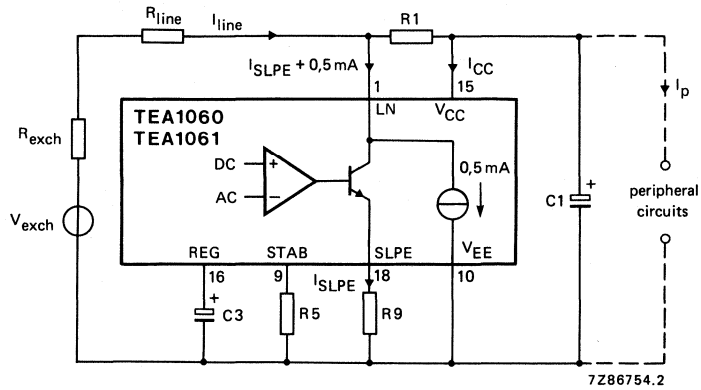 Rline
Iline
R1
ISLPE + 0,5 mA
ICC
1
15
Ip
LN
VCC
TEA1060
TEA1061
Rexch
DC
+
0,5 mA
AC
−
peripheral
circuits
C1
+
Vexch
REG
STAB
SLPE
VEE
16
9
18
10
ISLPE
+
C3
R5
R9
7Z86754.2